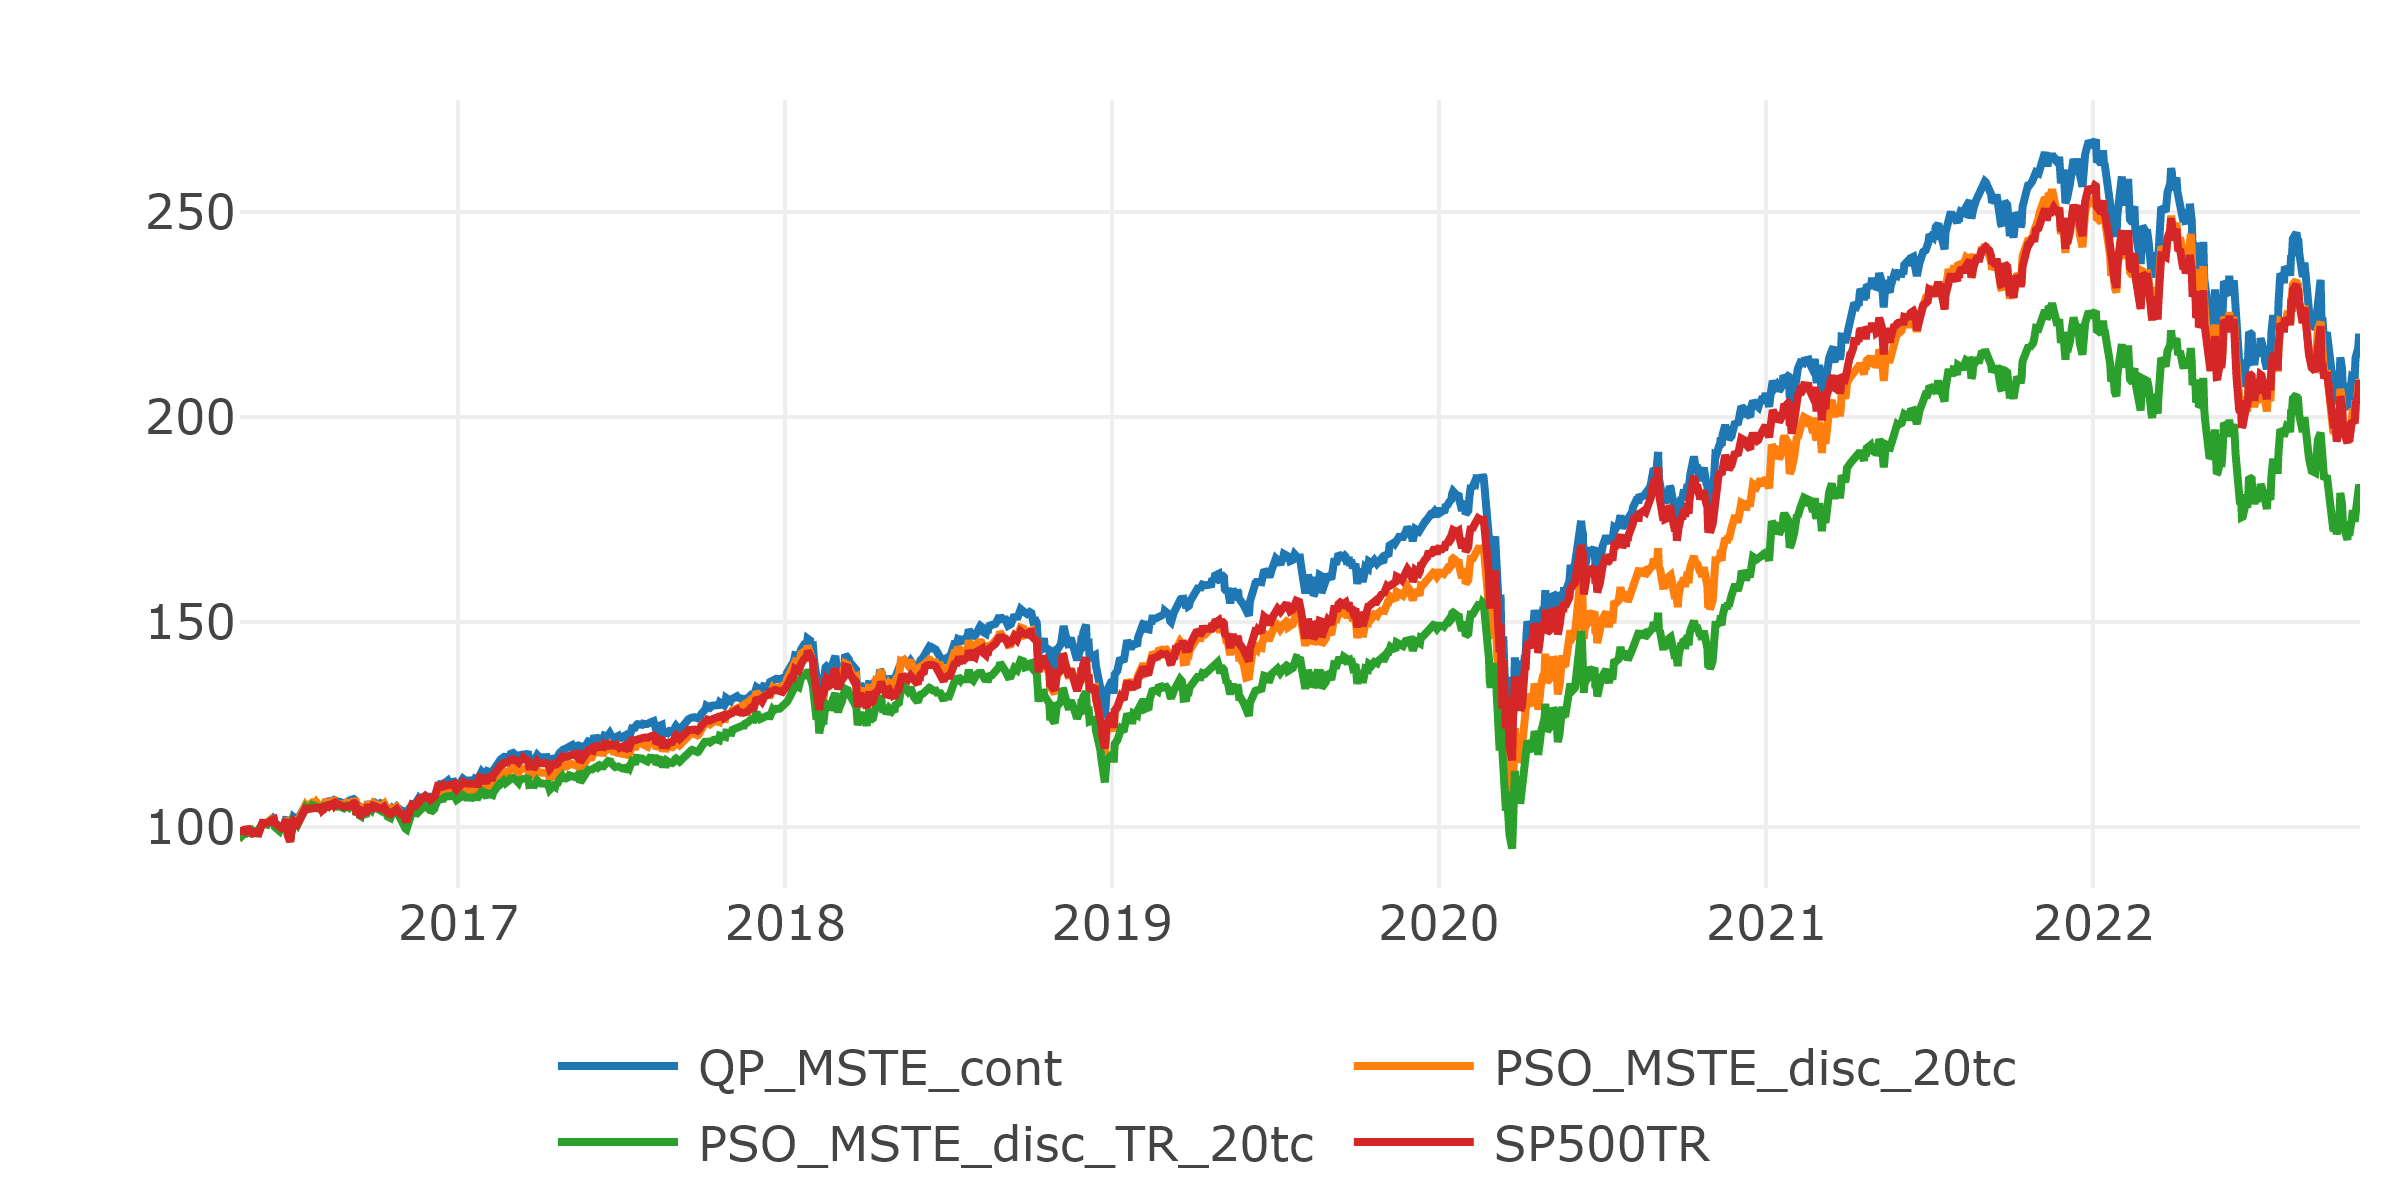 250
200
150
100
2017 2018 2019 2020 2021 2022
QP_MSTE_cont PSO_MSTE_disc_20tc
PSO_MSTE_disc_TR_20tc SP500TR